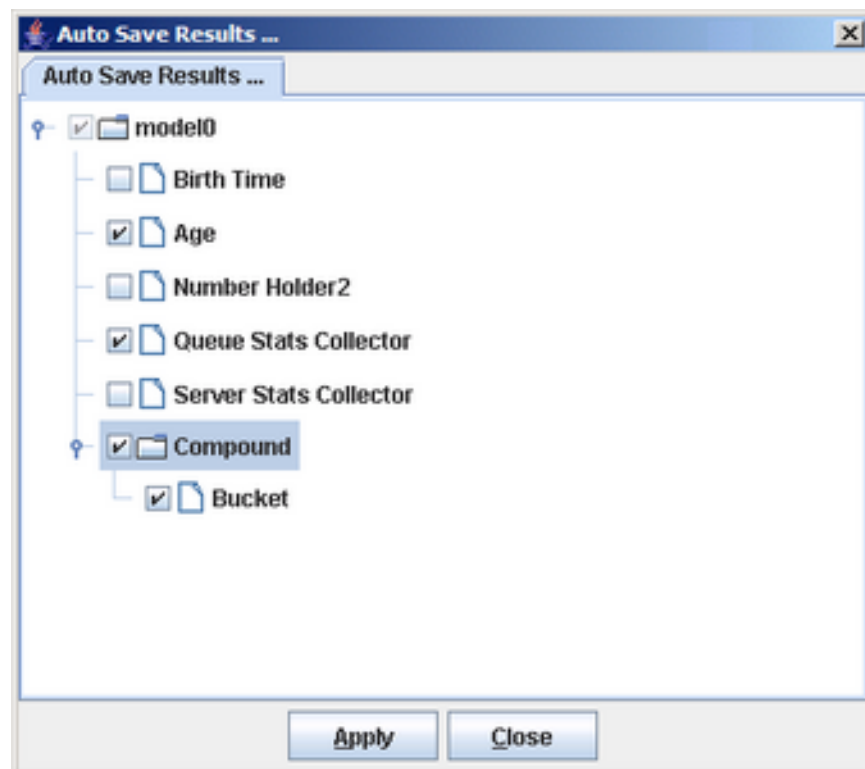 Auto Save Results ...
Auto Save Results ...
model0
Birth Time
Age
Number Holder2
Queue Stats Collector
Server Stats Collector
Compound
Bucket
Apply Close